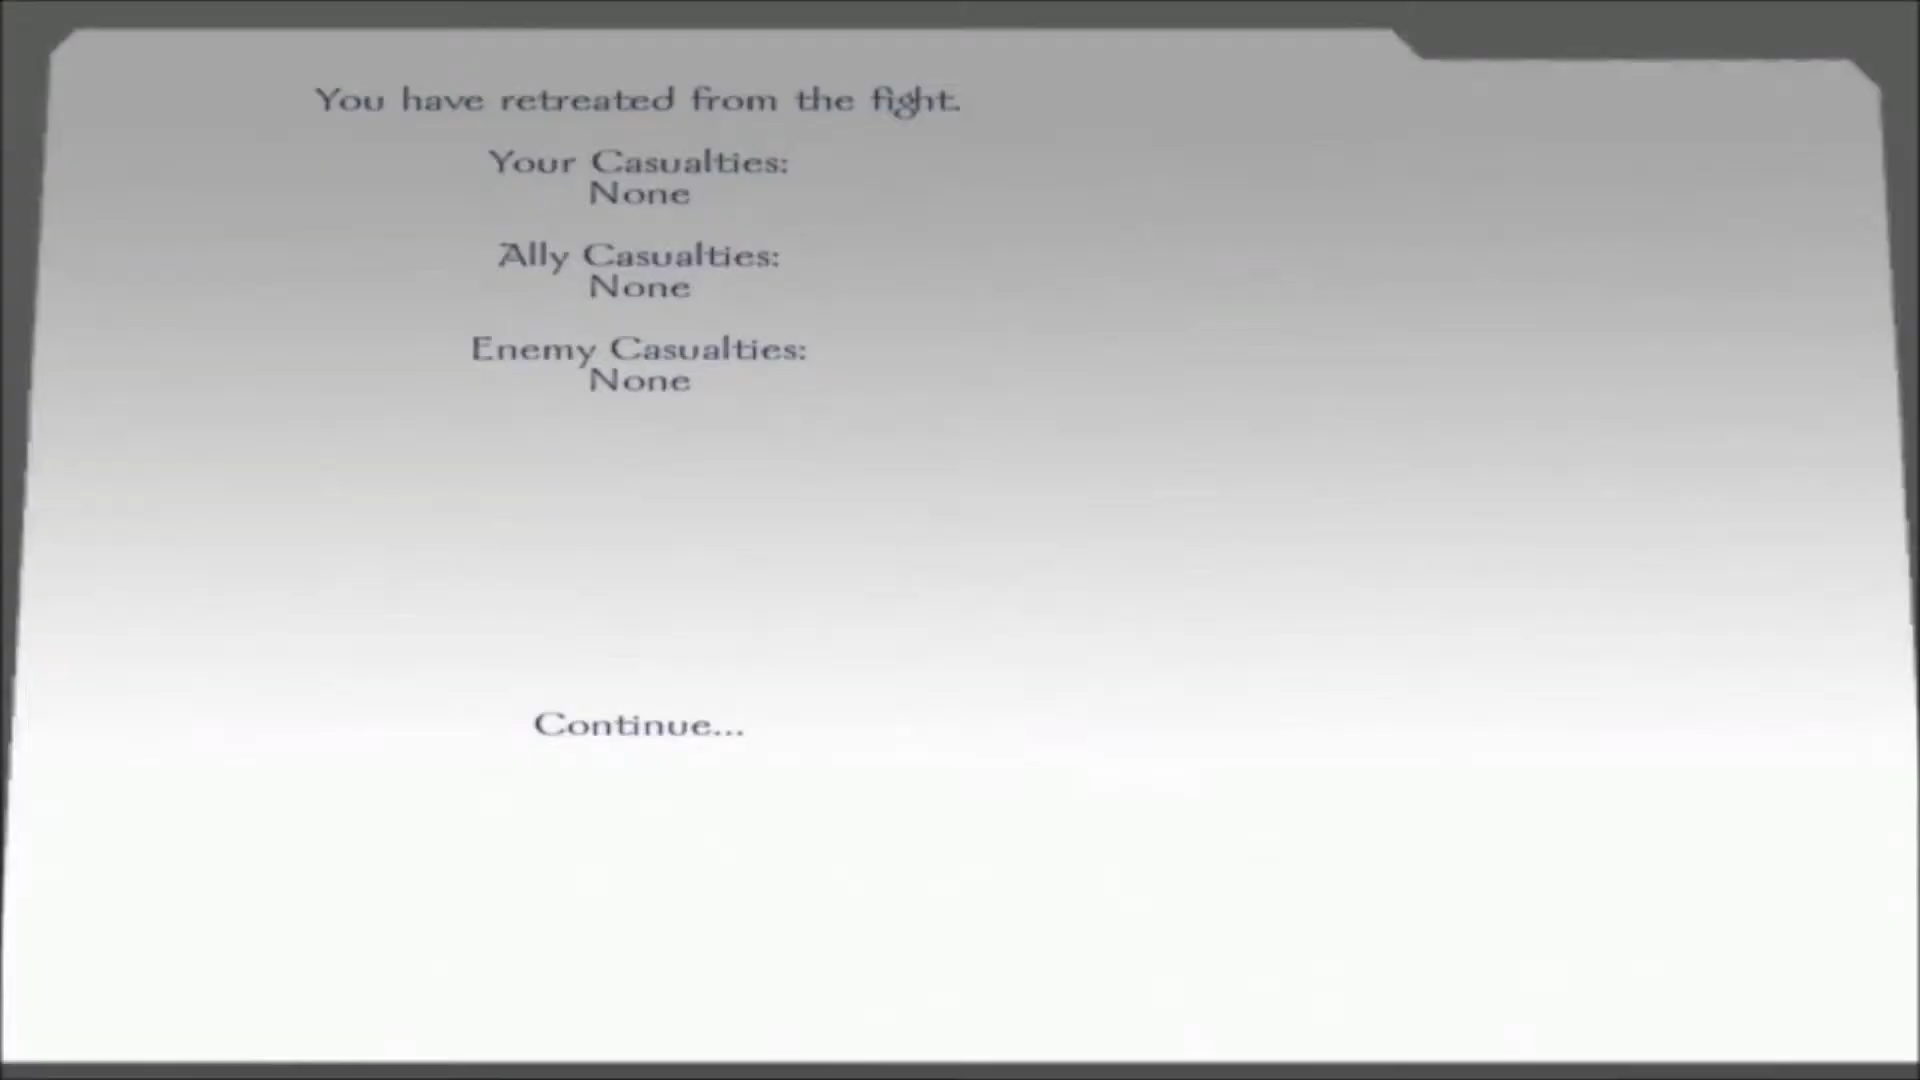 You have retreated from the fight.
Your Casualties:
None
Ally Casualties:
None
Enemy Casualties:
None
Continue...